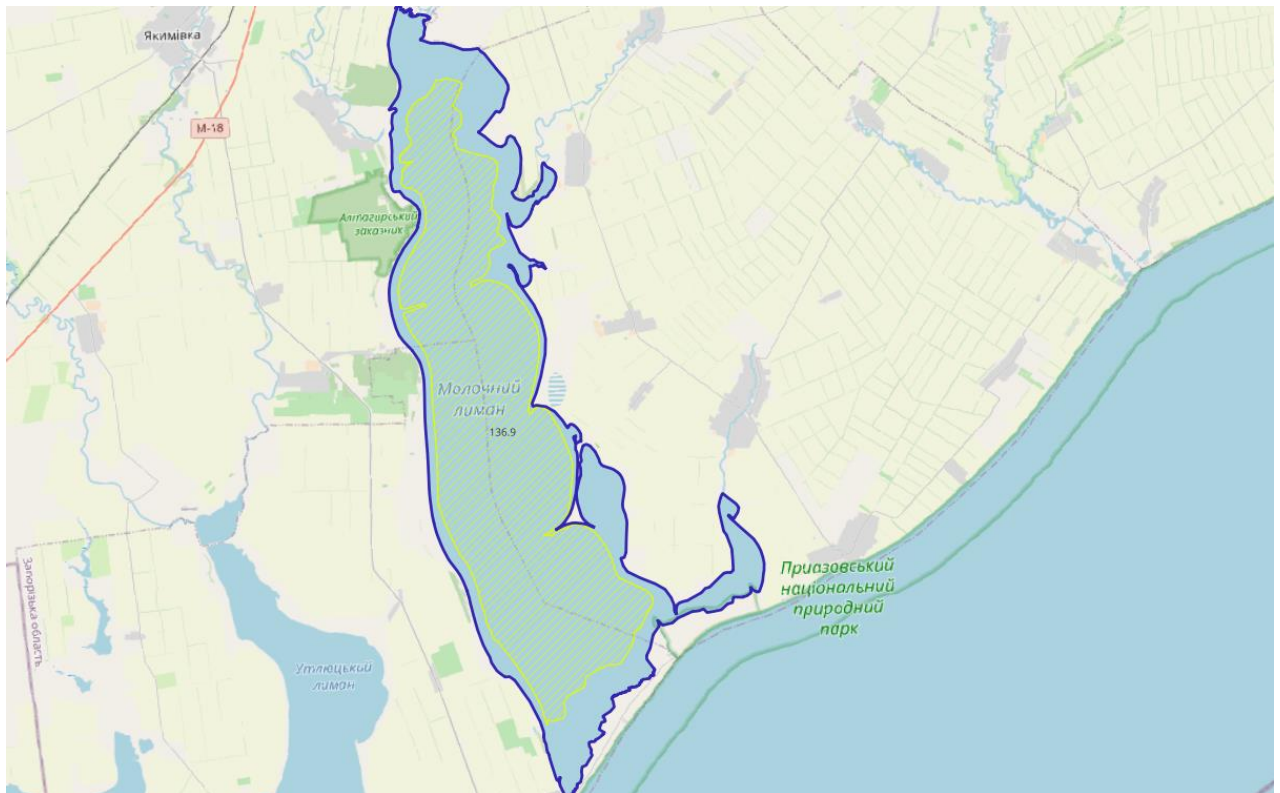 Якимівка
М-18
Алтагирський
заказник
Молочний
лиман
136.9
Приазовський
національний
природний
парк
Запорізька область
Утлюцький
лиман